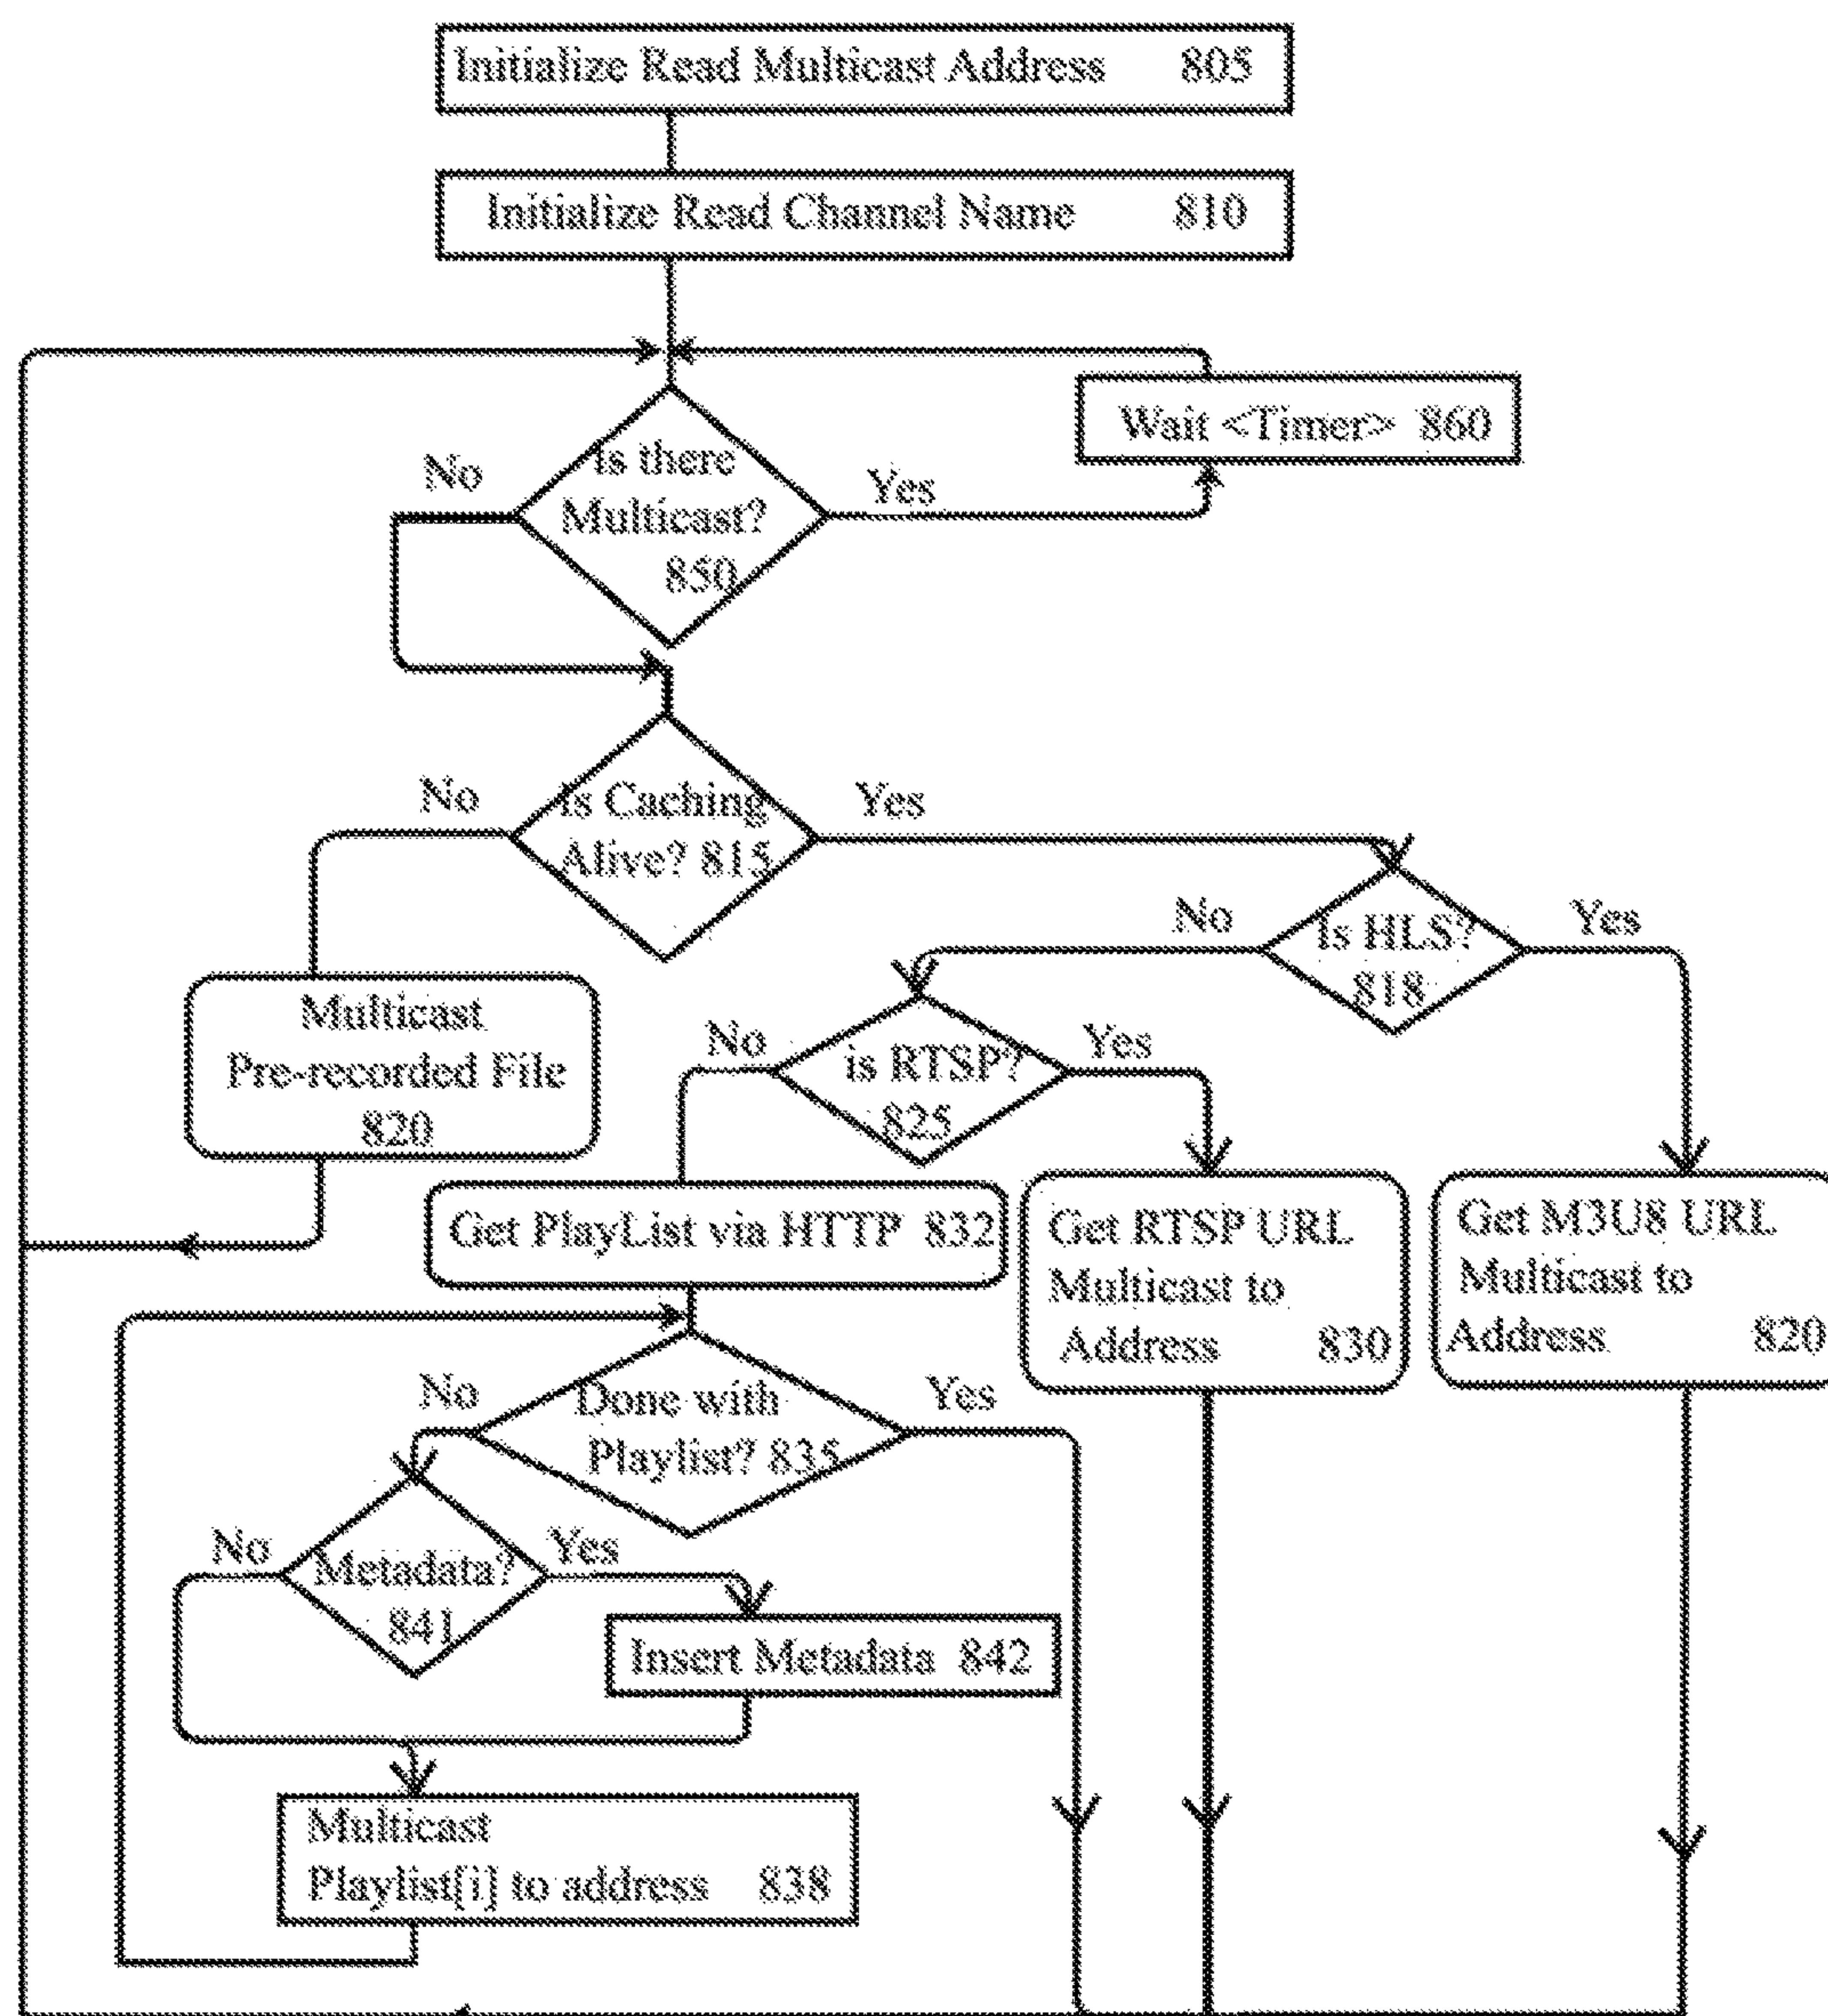 Initialize Read Multicast Address 805
Initialize Read Channel Name 810
Wait <Timer> 860
No
Is there
Multicast?
850
Yes
No
Is Caching
Alive? 815
Yes
No
Is HLS?
818
Yes
Multicast
Pre-recorded File
820
No
is RTSP?
825
Yes
Get PlayList via HTTP 832
Get RTSP URL
Multicast to
Address 830
Get M3U8 URL
Multicast to
Address 820
No
Done with
Playlist? 835
Yes
No
Metadata?
841
Yes
Insert Metadata 842
Multicast
Playlist[i] to address 838